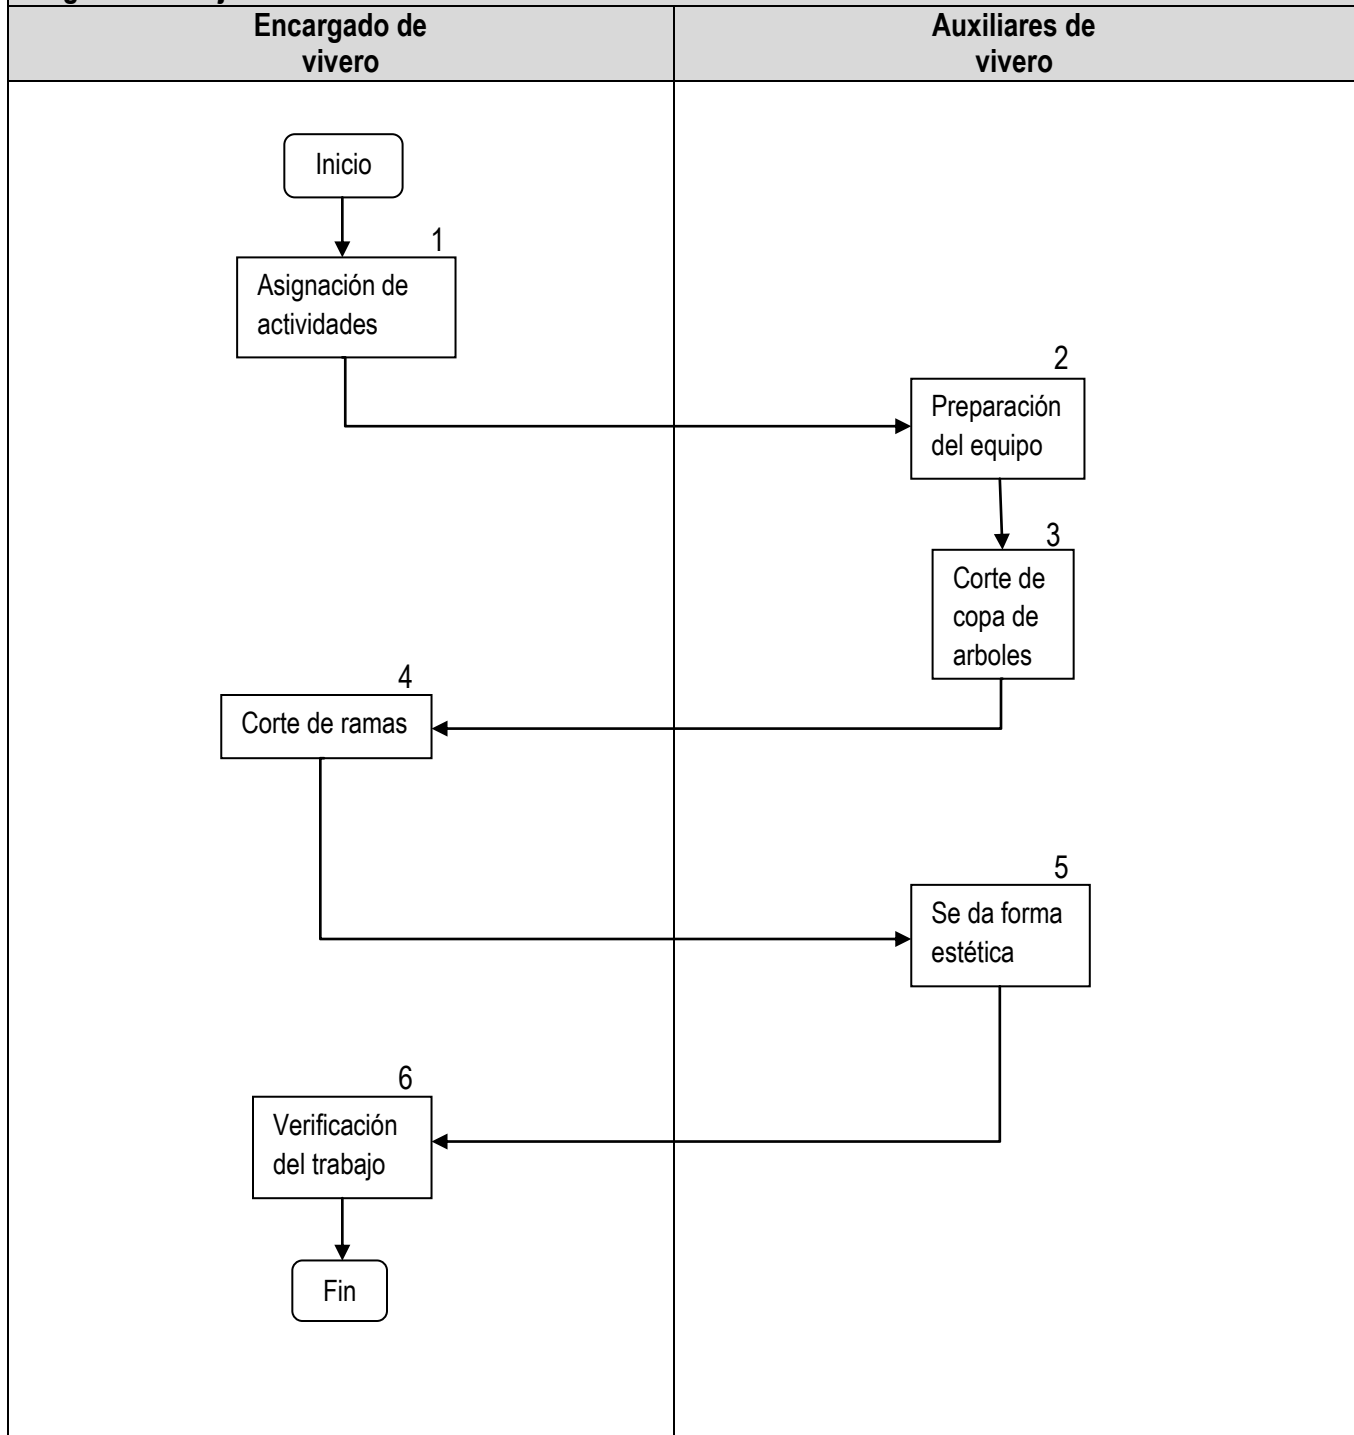 Encargado de
vivero
Auxiliares de
vivero
Inicio
1
Asignación de
actividades
2
Preparación
del equipo
3
Corte de
copa de
arboles
4
Corte de ramas
5
Se da forma
estética
6
Verificación
del trabajo
Fin